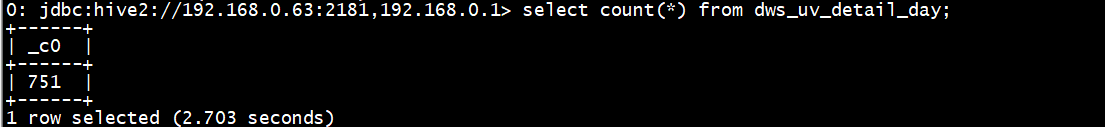 0: jdbc:hive2://192.168.0.63:2181,192.168.0.1> select count(*) from dws_uv_detail_day;
+------+
| _c0  |
+------+
| 751  |
+------+
1 row selected (2.703 seconds)